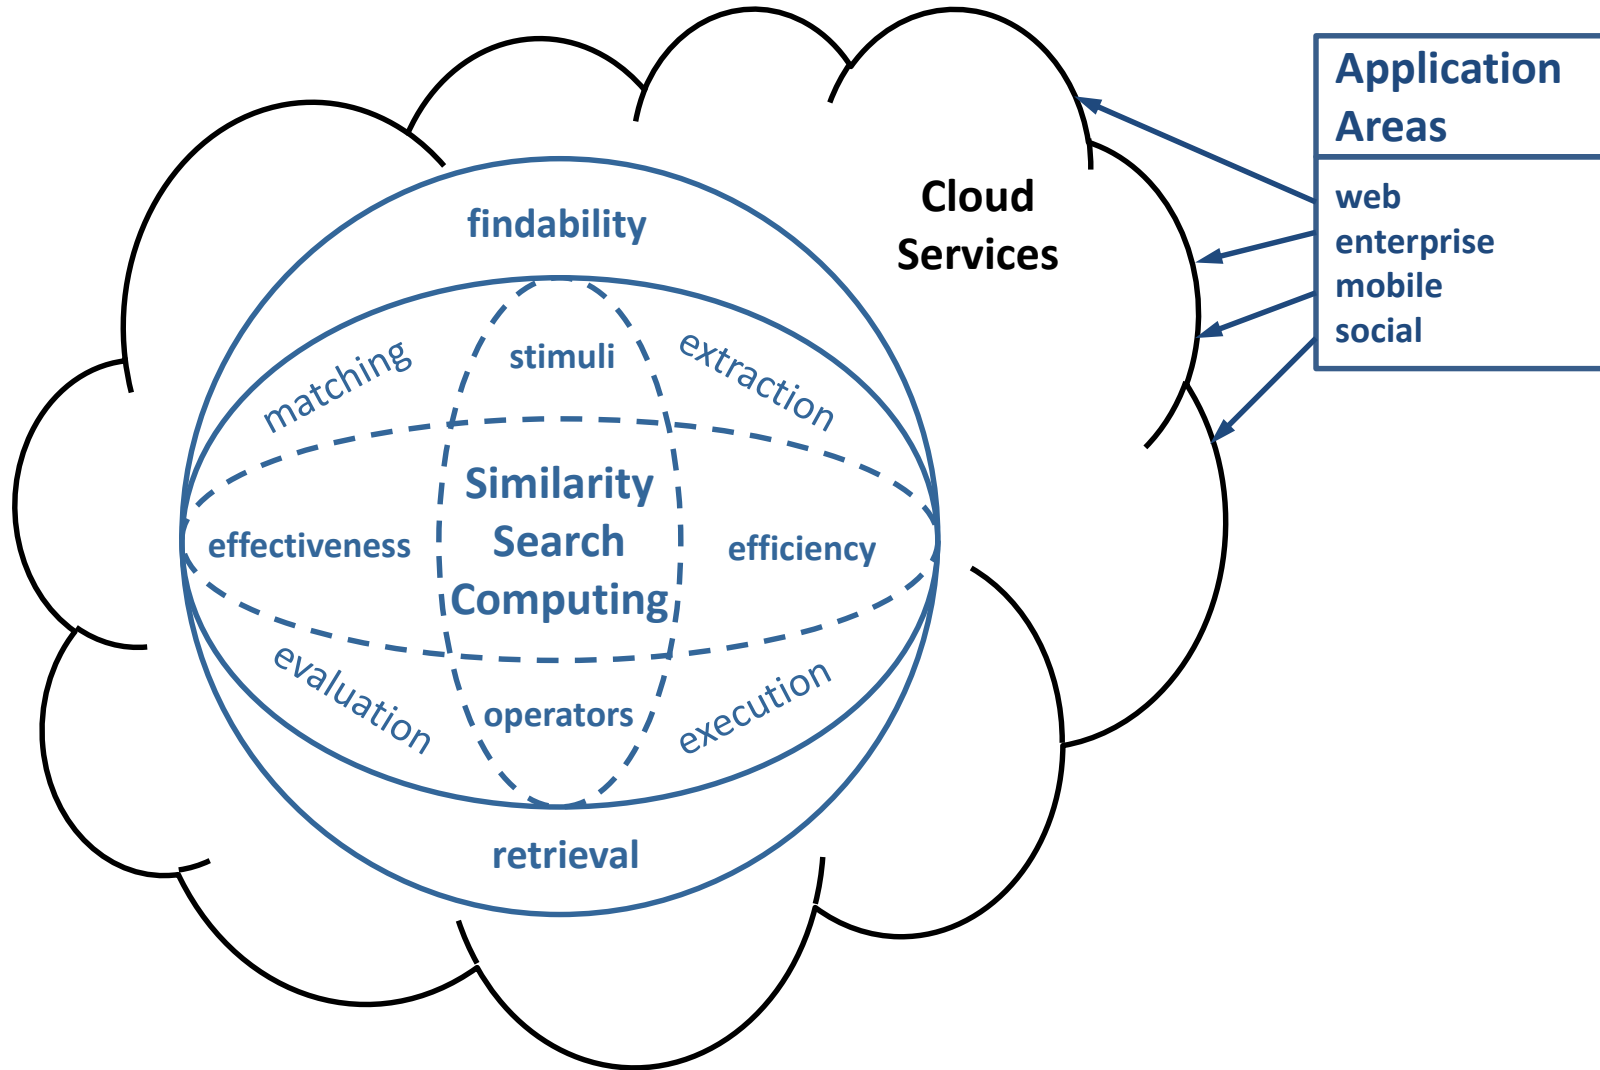 findability
Cloud
Services
Application
Areas
web
enterprise
mobile
social
matching
stimuli
extraction
Similarity
Search
Computing
effectiveness
efficiency
evaluation
operators
execution
retrieval